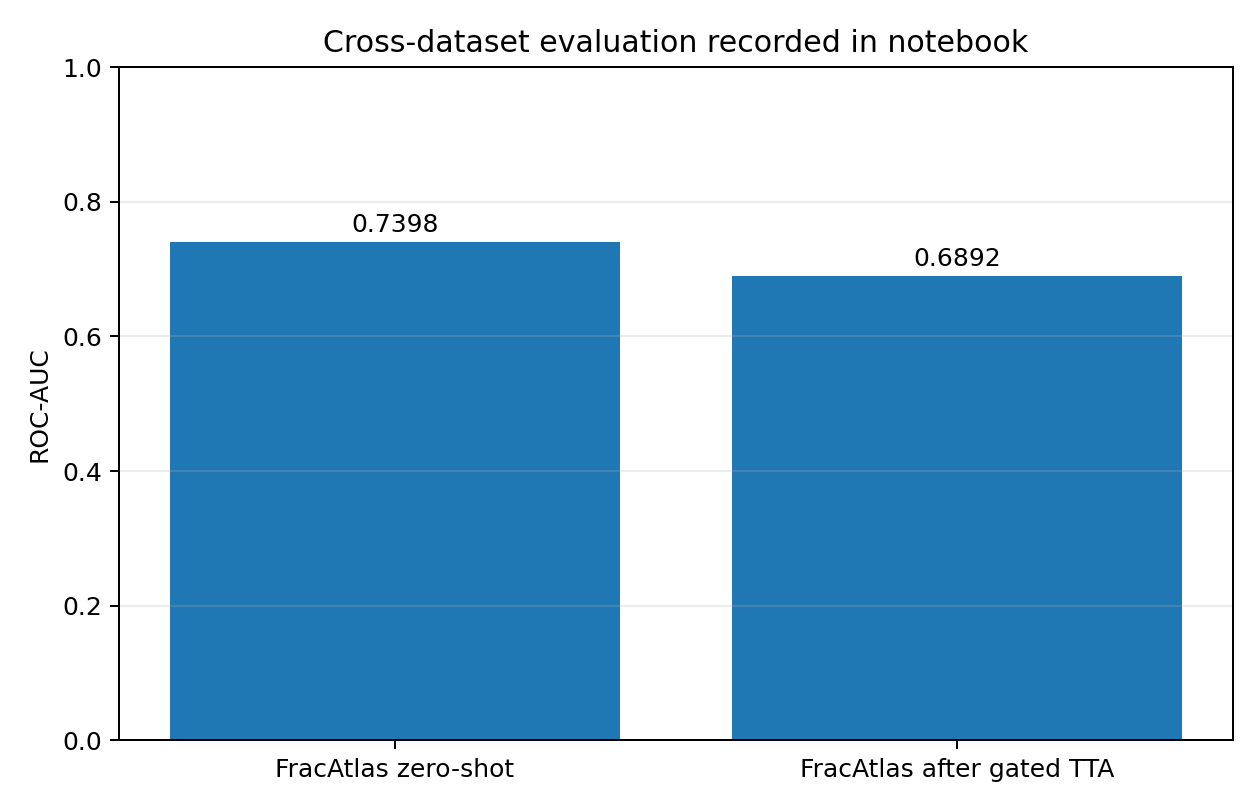 Cross-dataset evaluation recorded in notebook
1.0
0.8
0.6
0.4
0.2
0.0
ROC-AUC
0.7398
0.6892
FracAtlas zero-shot
FracAtlas after gated TTA